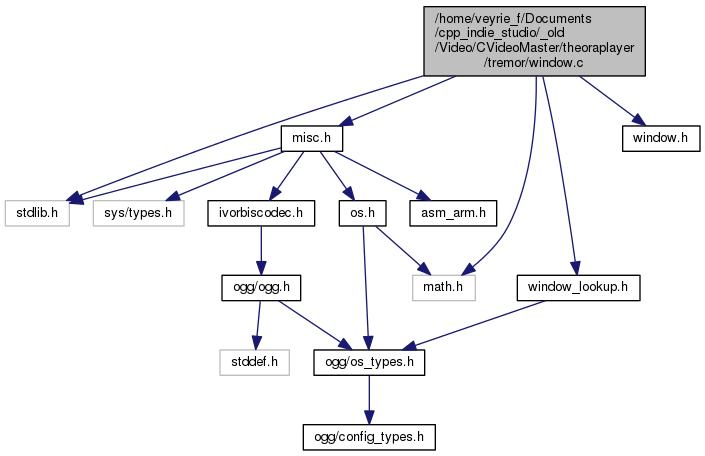 /home/veyrie_f/Documents
/cpp_indie_studio/_old
/Video/CVideoMaster/theoraplayer
/tremor/window.c
misc.h
window.h
stdlib.h
sys/types.h
ivorbiscodec.h
os.h
asm_arm.h
ogg/ogg.h
math.h
window_lookup.h
stddef.h
ogg/os_types.h
ogg/config_types.h